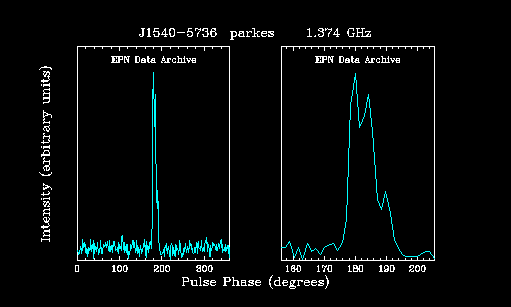 J1540−5736 parkes 1.374 GHz
EPN Data Archive EPN Data Archive
Intensity (arbitrary units)
0 100 200 300 160 170 180 190 200
Pulse Phase (degrees)